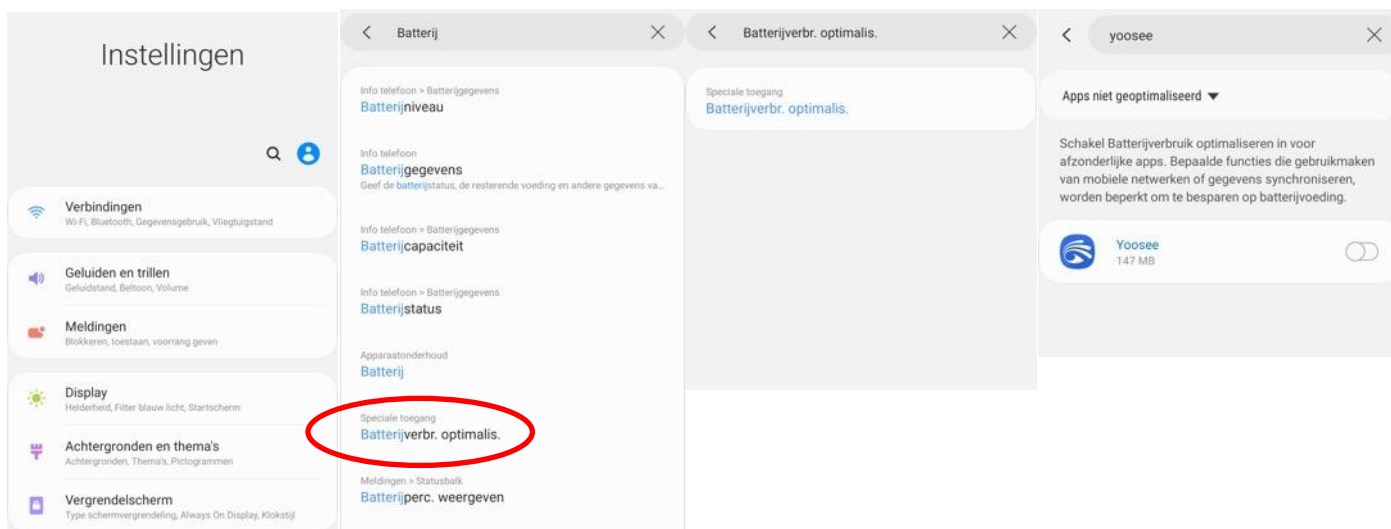 Instellingen
Verbindingen
Wi-Fi, Bluetooth, Gegevensgebruik, Vliegtuigstand
Geluiden en trillen
Geluidstand, Beltoon, Volume
Meldingen
Blokkeren, toestaan, voorrang geven
Display
Helderheid, Filter blauw licht, Startscherm
Achtergronden en thema's
Achtergronden, Thema's, Pictogrammen
Vergrendelscherm
Type schermvergrendeling, Always On Display, Klokstijl
Batterij
Info telefoon > Batterijgegevens
Batterijniveau
Info telefoon
Batterijgegevens
Geef de batterijstatus, de resterende voeding en andere gegevens va...
Info telefoon > Batterijgegevens
Batterijcapaciteit
Info telefoon > Batterijgegevens
Batterijstatus
Apparaatonderhoud
Batterij
Speciale toegang
Batterijverbr. optimalis.
Meldingen > Statusbalk
Batterijperc. weergeven
Batterijverbr. optimalis.
Speciale toegang
Batterijverbr. optimalis.
yoosee
Apps niet geoptimaliseerd
Schakel Batterijverbruik optimaliseren in voor
afzonderlijke apps. Bepaalde functies die gebruikmaken
van mobiele netwerken of gegevens synchroniseren,
worden beperkt om te besparen op batterijvoeding.
Yoosee
147 MB